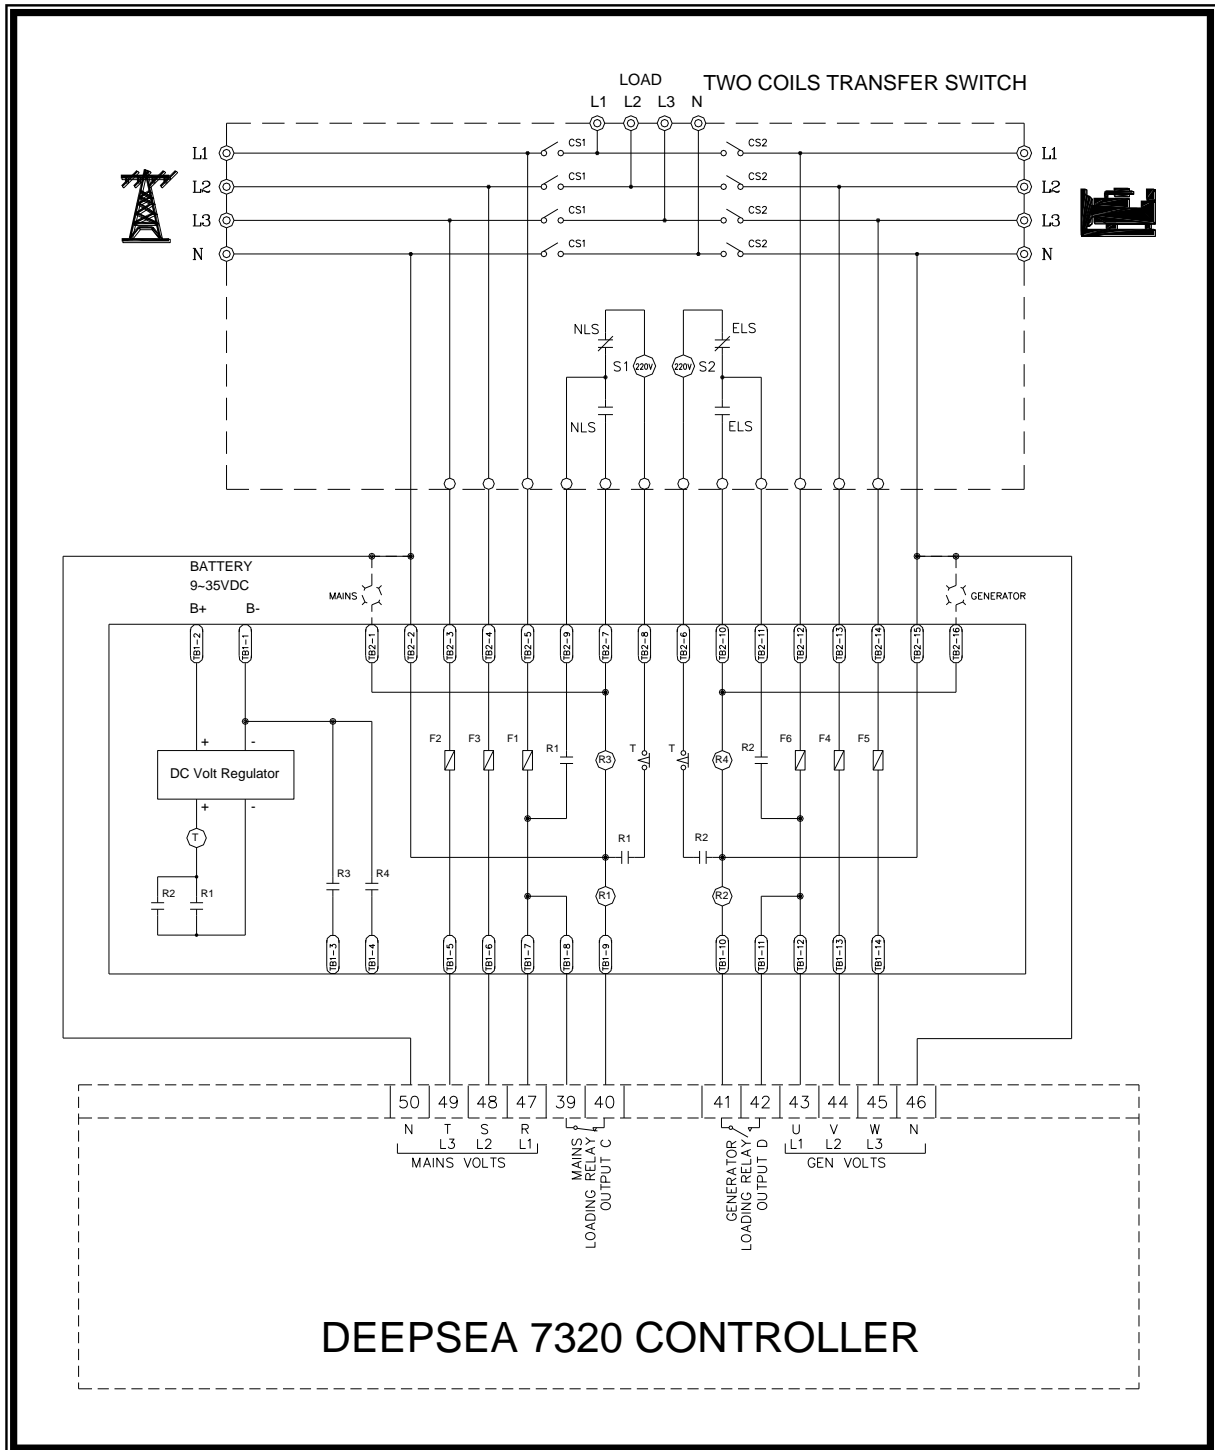 LOAD TWO COILS TRANSFER SWITCH
L1 L2 L3 N
L1 CS1 CS2 L1
L2 CS1 CS2 L2
L3 CS1 CS2 L3
N CS1 CS2 N
NLS ELS
S1 220V 220V S2
NLS ELS
BATTERY
9~35VDC
MAINS GENERATOR
B+ B-
TB1-2 TB1-1 TB2-1 TB2-2 TB2-3 TB2-4 TB2-5 TB2-9 TB2-7 TB2-8 TB2-6 TB2-10 TB2-11 TB2-12 TB2-13 TB2-14 TB2-15 TB2-16
+ - F2 F3 F1 R1 R3 T T R4 R2 F6 F4 F5
DC Volt Regulator
+ -
T R1 R2
R2 R1 R3 R4 R1 R2
TB1-3 TB1-4 TB1-5 TB1-6 TB1-7 TB1-8 TB1-9 TB1-10 TB1-11 TB1-12 TB1-13 TB1-14
50 49 48 47 39 40 41 42 43 44 45 46
N T S R U V W N
L3 L2 L1 L1 L2 L3
MAINS VOLTS GEN VOLTS
MAINS
LOADING RELAY
OUTPUT C
GENERATOR
LOADING RELAY
OUTPUT D
DEEPSEA 7320 CONTROLLER